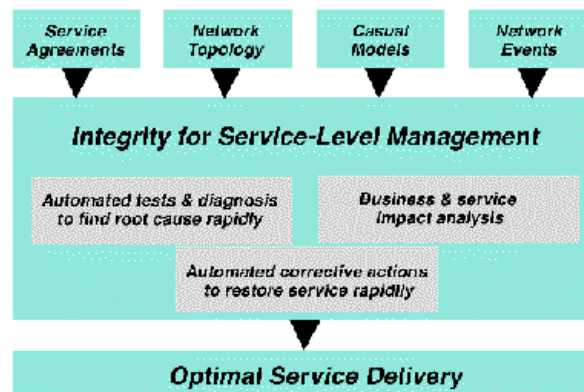 Service
Agreements
Network
Topology
Casual
Models
Network
Events
Integrity for Service-Level Management
Automated tests & diagnosis
to find root cause rapidly
Business & service
impact analysis
Automated corrective actions
to restore service rapidly
Optimal Service Delivery